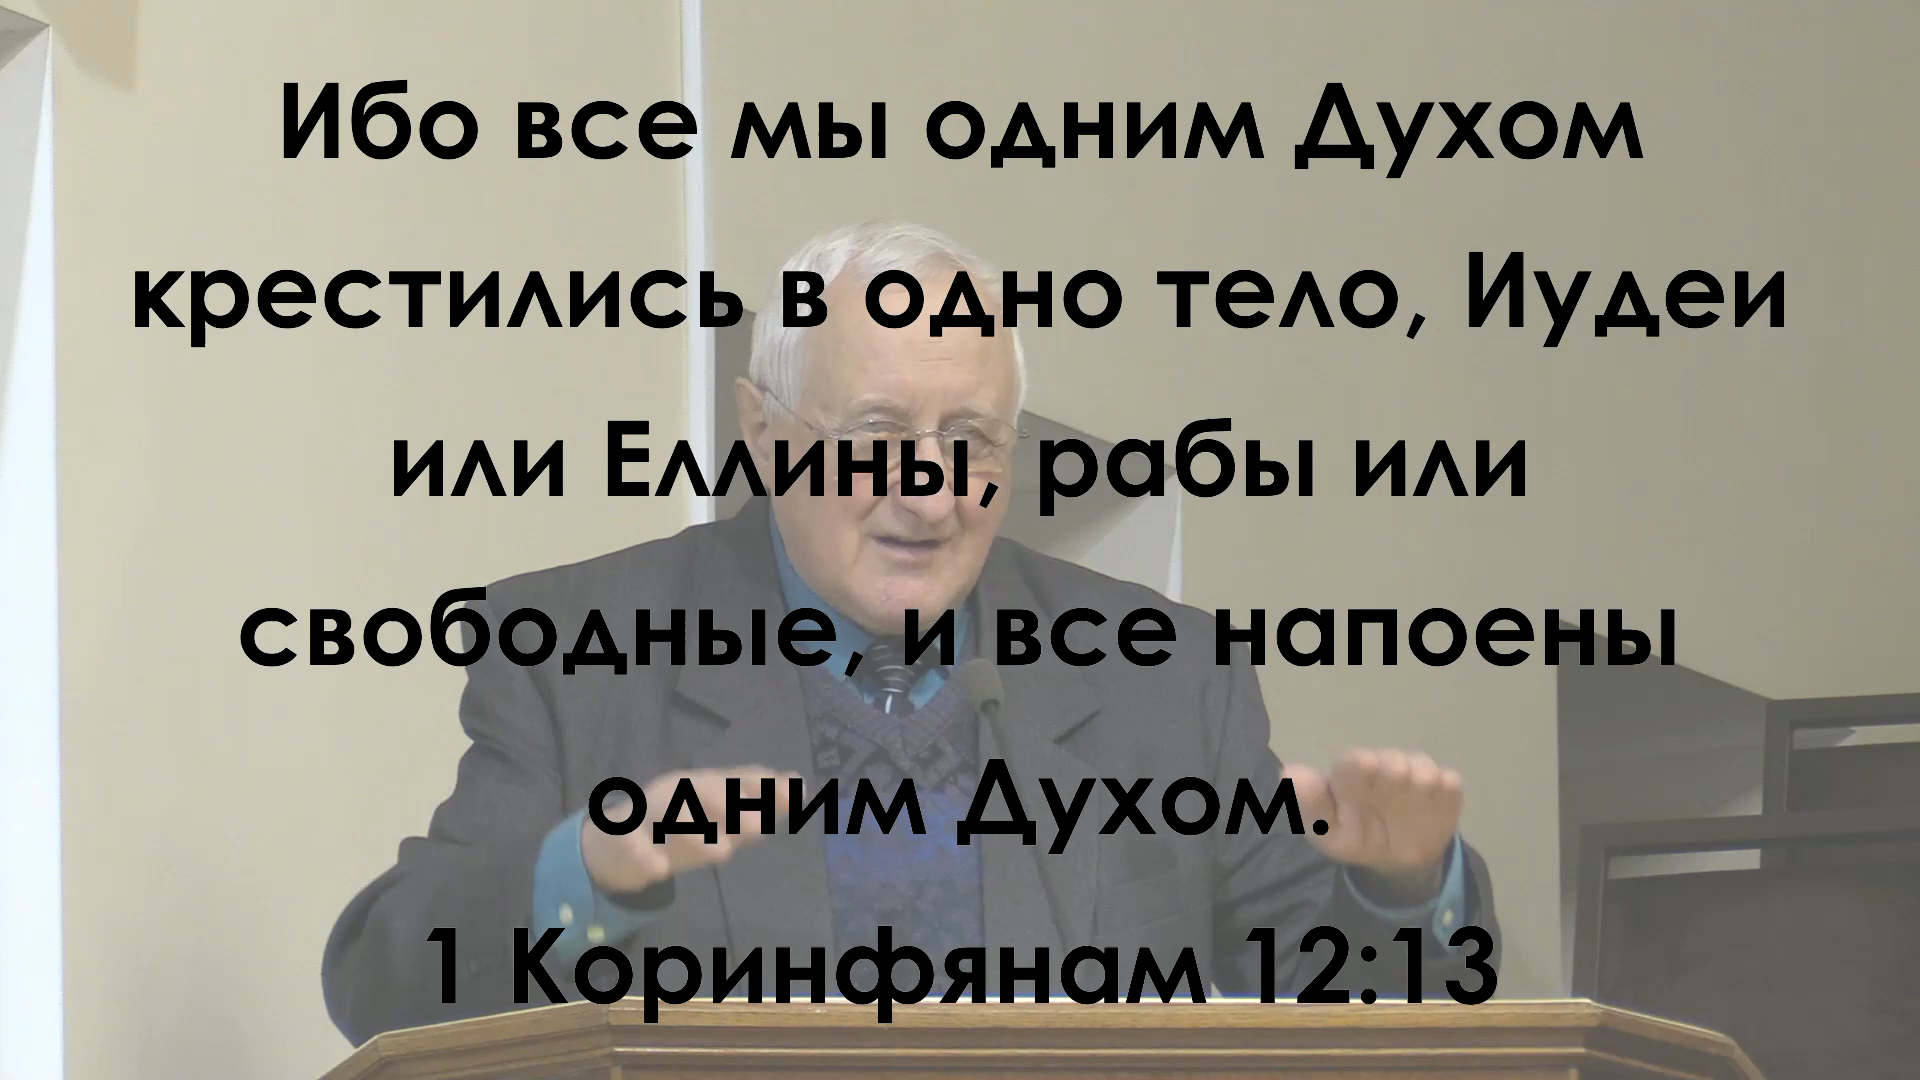 Ибо все мы одним Духом
крестились в одно тело, Иудеи
или Еллины, рабы или
свободные, и все напоены
одним Духом.
1 Коринфянам 12:13